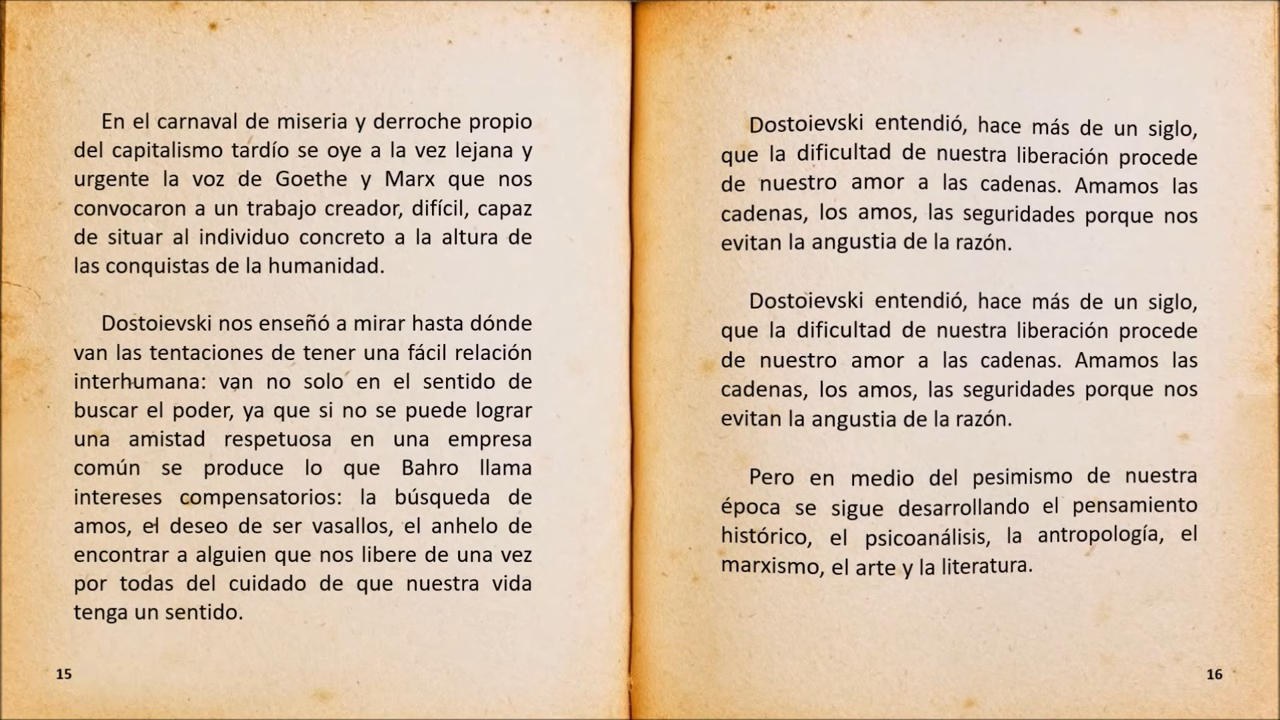 En el carnaval de miseria y derroche propio
del capitalismo tardío se oye a la vez lejana y
urgente la voz de Goethe y Marx que nos
convocaron a un trabajo creador, difícil, capaz
de situar al individuo concreto a la altura de
las conquistas de la humanidad.
Dostoievski nos enseñó a mirar hasta dónde
van las tentaciones de tener una fácil relación
interhumana: van no solo en el sentido de
buscar el poder, ya que si no se puede lograr
una amistad respetuosa en una empresa
común se produce lo que Bahro llama
intereses compensatorios: la búsqueda de
amos, el deseo de ser vasallos, el anhelo de
encontrar a alguien que nos libere de una vez
por todas del cuidado de que nuestra vida
tenga un sentido.
15
Dostoievski entendió, hace más de un siglo,
que la dificultad de nuestra liberación procede
de nuestro amor a las cadenas. Amamos las
cadenas, los amos, las seguridades porque nos
evitan la angustia de la razón.
Dostoievski entendió, hace más de un siglo,
que la dificultad de nuestra liberación procede
de nuestro amor a las cadenas. Amamos las
cadenas, los amos, las seguridades porque nos
evitan la angustia de la razón.
Pero en medio del pesimismo de nuestra
época se sigue desarrollando el pensamiento
histórico, el psicoanálisis, la antropología, el
marxismo, el arte y la literatura.
16